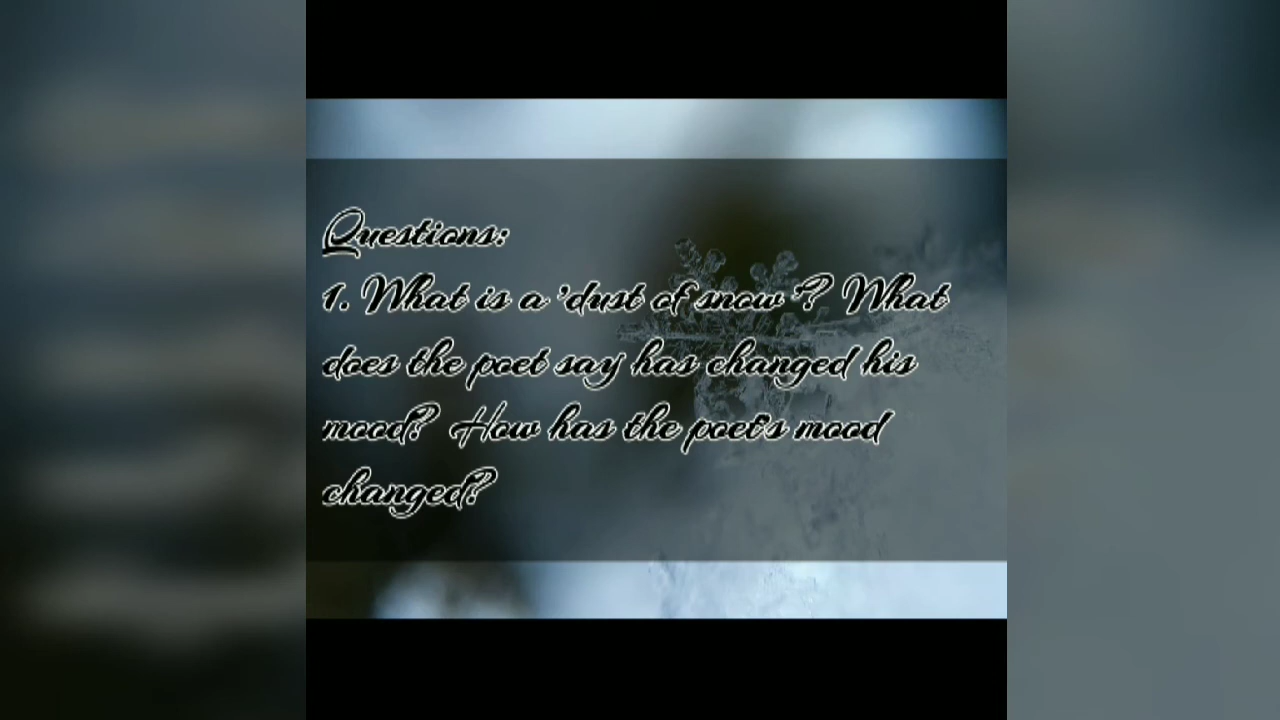 Questions:
1. What is a 'dust of snow'? What
does the poet say has changed his
mood? How has the poet's mood
changed?